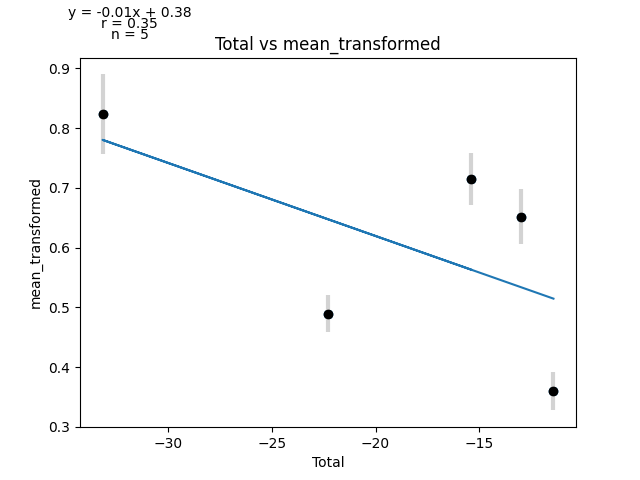 y = -0.01x + 0.38
r = 0.35
n = 5
Total vs mean_transformed
0.9
0.8
0.7
0.6
0.5
0.4
0.3
mean_transformed
−30
−25
−20
−15
Total